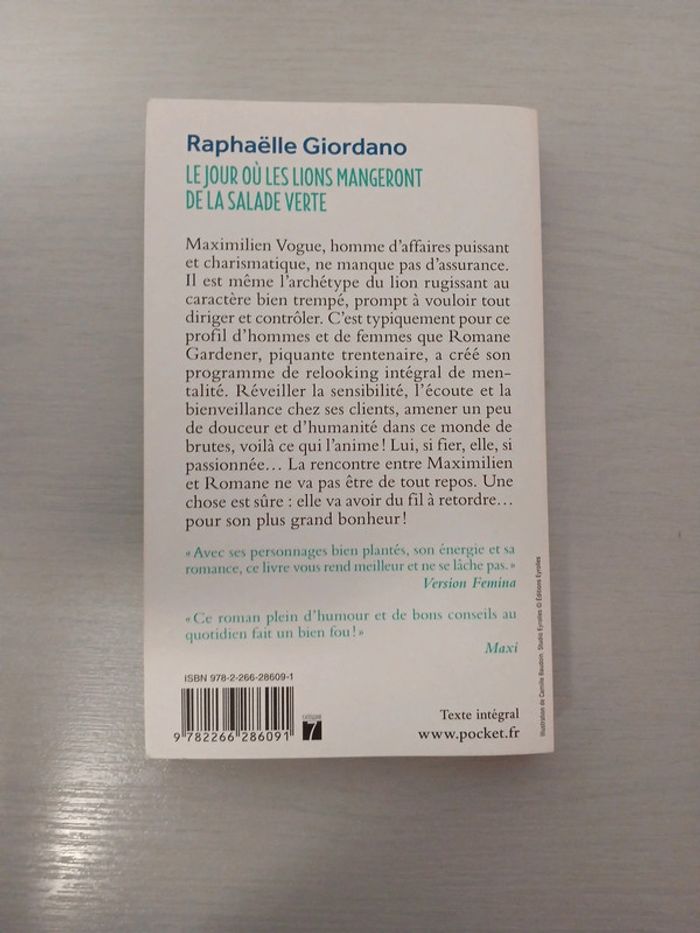 Raphaëlle Giordano
LE JOUR OÙ LES LIONS MANGERONT
DE LA SALADE VERTE
Maximilien Vogue, homme d'affaires puissant
et charismatique, ne manque pas d'assurance.
Il est même l'archétype du lion rugissant au
caractère bien trempé, prompt à vouloir tout
diriger et contrôler. C'est typiquement pour ce
profil d'hommes et de femmes que Romane
Gardener, piquante trentenaire, a créé son
programme de relooking intégral de men-
talité. Réveiller la sensibilité, l'écoute et la
bienveillance chez ses clients, amener un peu
de douceur et d'humanité dans ce monde de
brutes, voilà ce qui l'anime ! Lui, si fier, elle, si
passionnée… La rencontre entre Maximilien
et Romane ne va pas être de tout repos. Une
chose est sûre : elle va avoir du fil à retordre…
pour son plus grand bonheur !
« Avec ses personnages bien plantés, son énergie et sa
romance, ce livre vous rend meilleur et ne se lâche pas. »
Version Femina
« Ce roman plein d'humour et de bons conseils au
quotidien fait un bien fou ! »
Maxi
ISBN 978-2-266-28609-1
9 782266 286091
CATÉGORIE
7
Texte intégral
www.pocket.fr
Illustration de Camille Baudoin. Studio Eyrolles © Éditions Eyrolles